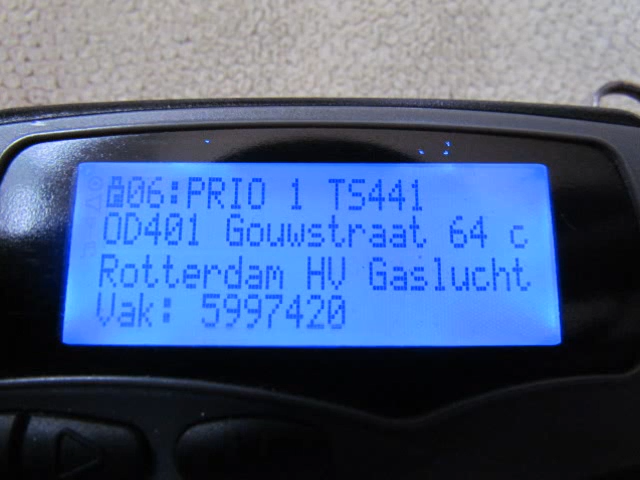 06:PRIO 1 TS441
OD401 Gouwstraat 64 c
Rotterdam HV Gaslucht
Vak: 5997420